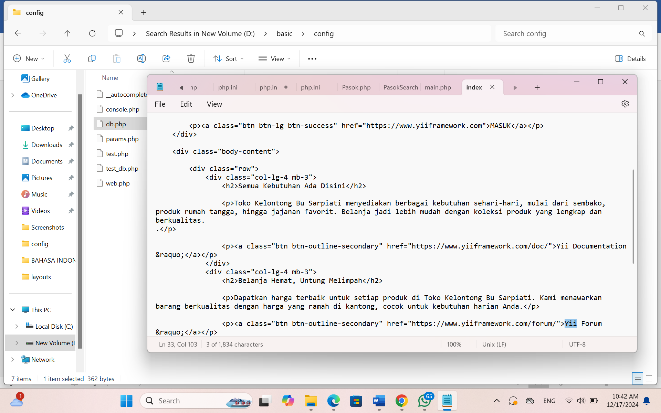 config
Search Results in New Volume (D:) > basic > config
Search config
New
Sort
View
Details
Name
Gallery
OneDrive
Desktop
Downloads
Documents
Pictures
Music
Videos
Screenshots
config
BAHASA INDON
layouts
This PC
Local Disk (C:)
New Volume (
Network
__autocomplet
console.php
db.php
params.php
test.php
test_db.php
web.php
php.ini
php.in
php.ini
Pasok.php
PasokSearch
main.php
index
File Edit View
<p><a class="btn btn-lg btn-success" href="https://www.yiiframework.com">MASUK</a></p>
</div>
<div class="body-content">
<div class="row">
<div class="col-lg-4 mb-3">
<h2>Semua Kebutuhan Ada Disini</h2>
<p>Toko Kelontong Bu Sarpiati menyediakan berbagai kebutuhan sehari-hari, mulai dari sembako,
produk rumah tangga, hingga jajanan favorit. Belanja jadi lebih mudah dengan koleksi produk yang lengkap dan
berkualitas.
.</p>
<p><a class="btn btn-outline-secondary" href="https://www.yiiframework.com/doc/">Yii Documentation
&raquo;</a></p>
</div>
<div class="col-lg-4 mb-3">
<h2>Belanja Hemat, Untung Melimpah</h2>
<p>Dapatkan harga terbaik untuk setiap produk di Toko Kelontong Bu Sarpiati. Kami menawarkan
barang berkualitas dengan harga yang ramah di kantong, cocok untuk kebutuhan harian Anda.</p>
<p><a class="btn btn-outline-secondary" href="https://www.yiiframework.com/forum/">Yii Forum
&raquo;</a></p>
Ln 33, Col 103
3 of 1,834 characters
100%
Unix (LF)
UTF-8
7 items
1 item selected 562 bytes
Search
ENG
10:42 AM
12/17/2024